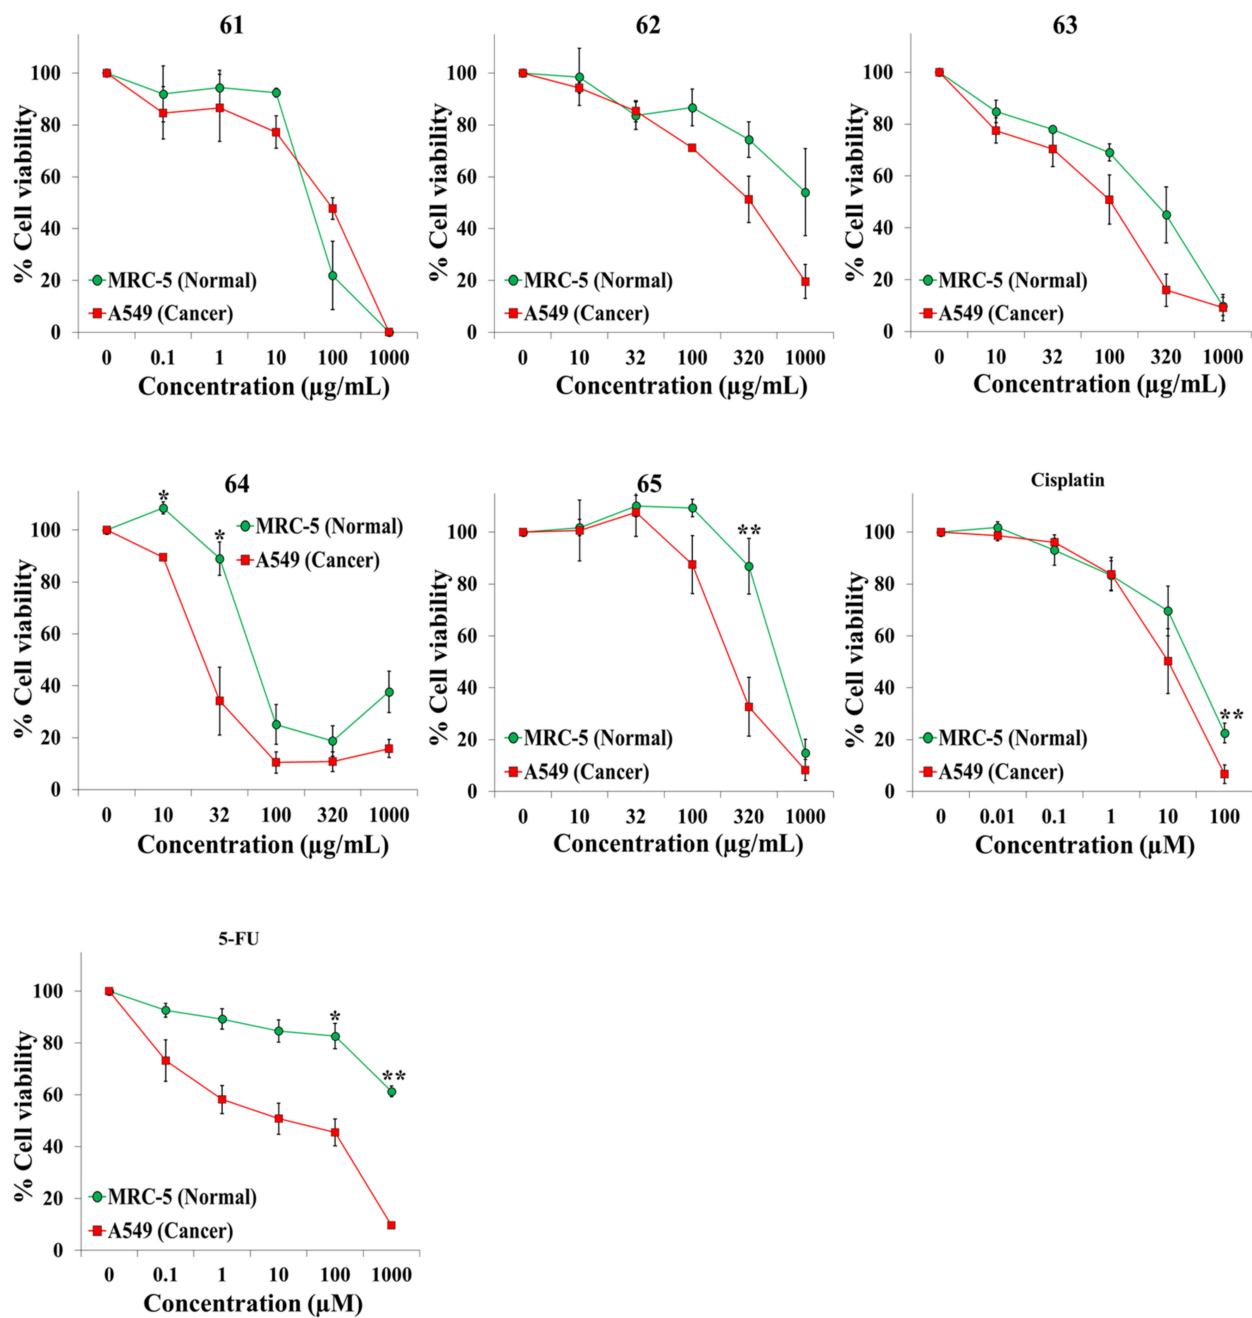 61
% Cell viability
100
80
60
40
20
0
MRC-5 (Normal)
A549 (Cancer)
0 0.1 1 10 100 1000
Concentration (µg/mL)
62
% Cell viability
100
80
60
40
20
0
MRC-5 (Normal)
A549 (Cancer)
0 10 32 100 320 1000
Concentration (µg/mL)
63
% Cell viability
100
80
60
40
20
0
MRC-5 (Normal)
A549 (Cancer)
0 10 32 100 320 1000
Concentration (µg/mL)
64
% Cell viability
*
*
100
80
60
40
20
0
MRC-5 (Normal)
A549 (Cancer)
0 10 32 100 320 1000
Concentration (µg/mL)
65
% Cell viability
**
100
80
60
40
20
0
MRC-5 (Normal)
A549 (Cancer)
0 10 32 100 320 1000
Concentration (µg/mL)
Cisplatin
% Cell viability
100
80
60
40
20
0
**
MRC-5 (Normal)
A549 (Cancer)
0 0.01 0.1 1 10 100
Concentration (µM)
5-FU
% Cell viability
100
80
60
40
20
0
*
**
MRC-5 (Normal)
A549 (Cancer)
0 0.1 1 10 100 1000
Concentration (µM)